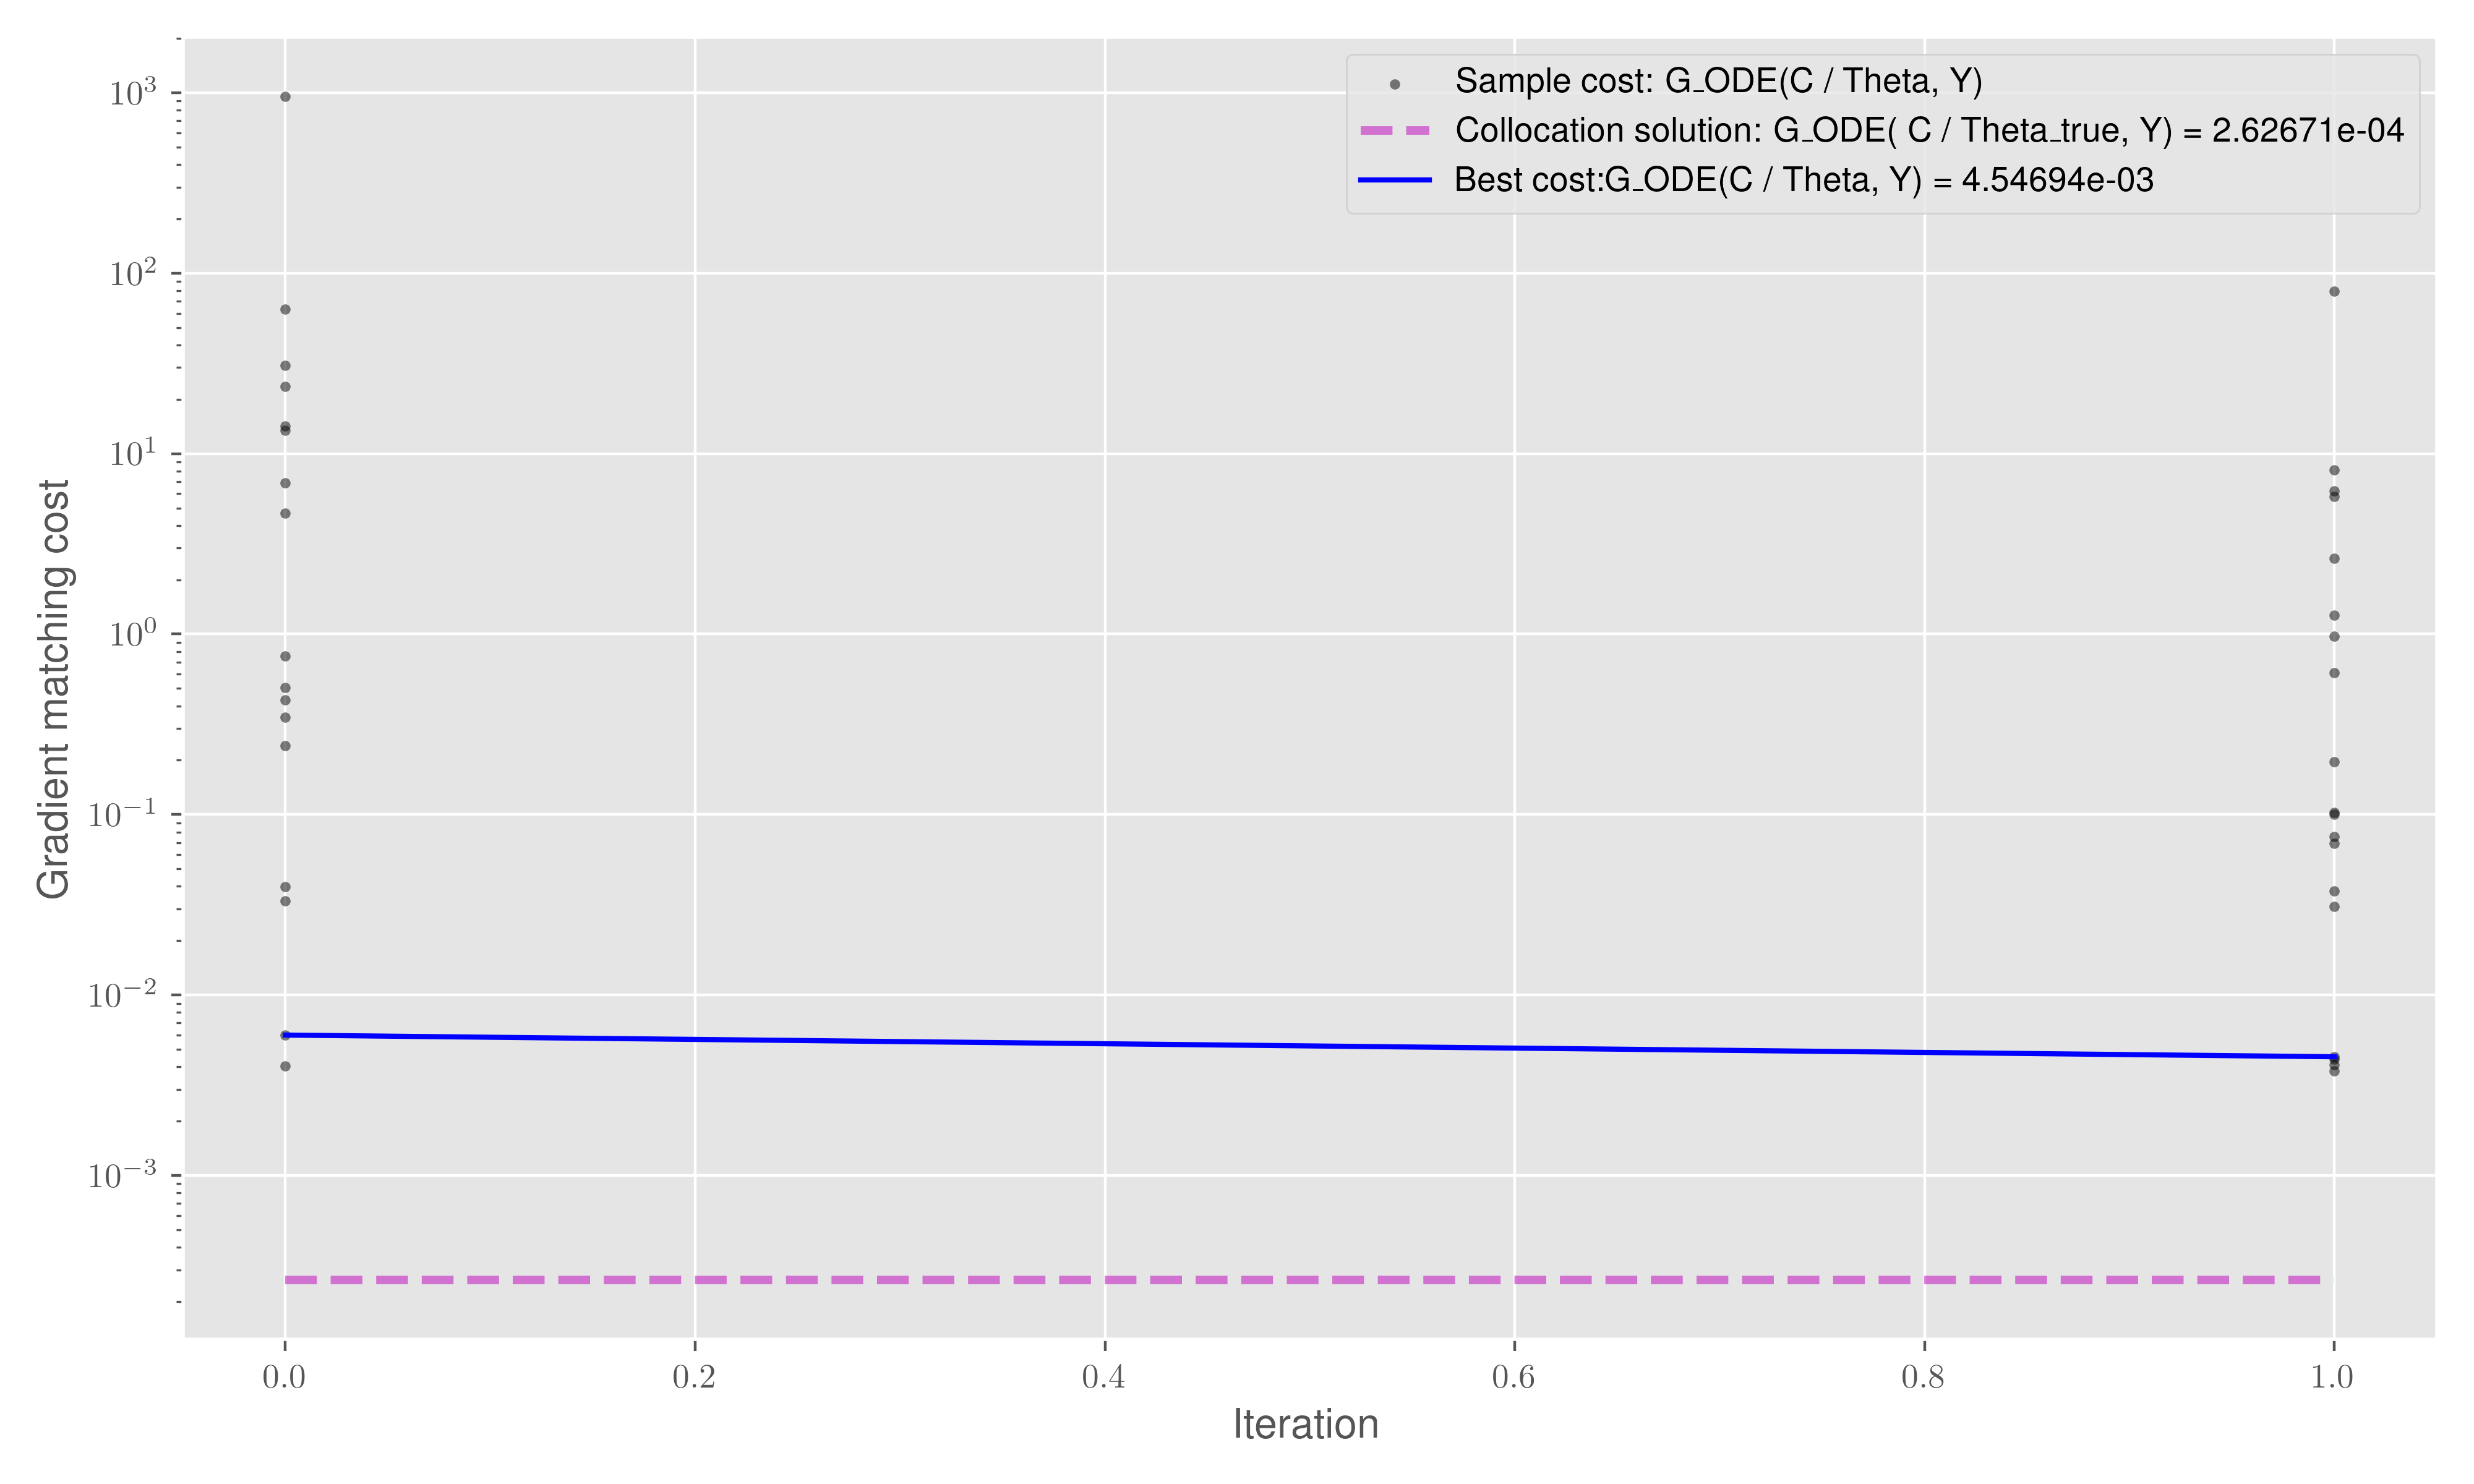 Sample cost: G_ODE(C / Theta, Y)
Collocation solution: G_ODE( C / Theta_true, Y) = 2.62671e-04
Best cost:G_ODE(C / Theta, Y) = 4.54694e-03
10^3
10^2
10^1
10^0
10^−1
10^−2
10^−3
Gradient matching cost
0.0 0.2 0.4 0.6 0.8 1.0
Iteration